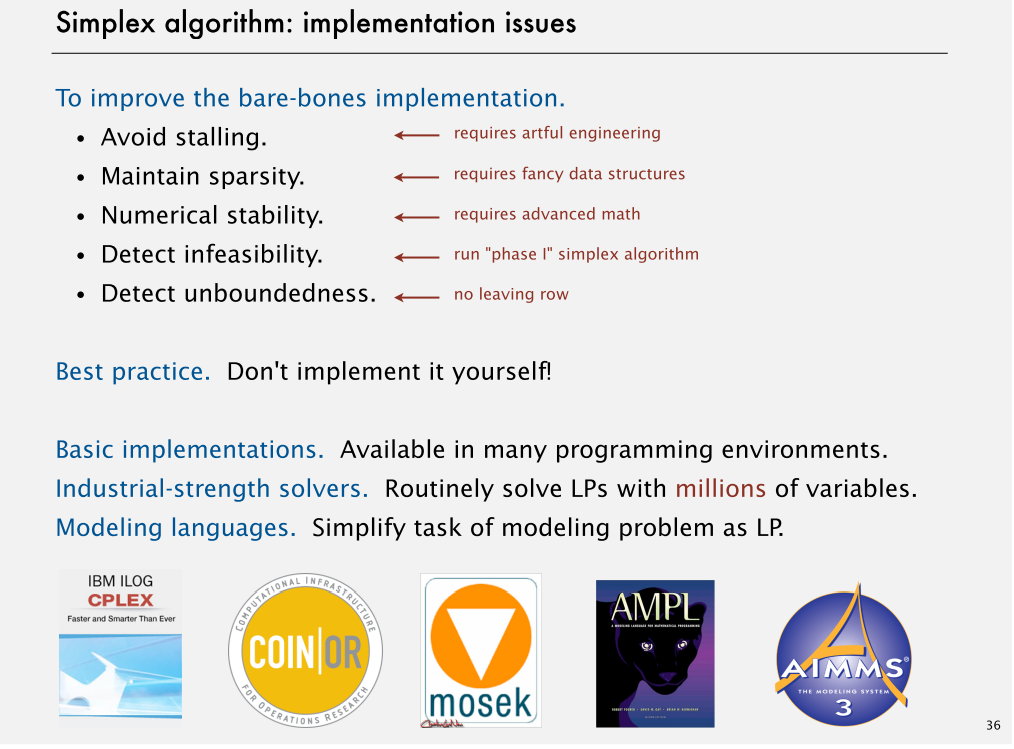 Simplex algorithm: implementation issues
To improve the bare-bones implementation.
• Avoid stalling. requires artful engineering
• Maintain sparsity. requires fancy data structures
• Numerical stability. requires advanced math
• Detect infeasibility. run "phase I" simplex algorithm
• Detect unboundedness. no leaving row
Best practice. Don't implement it yourself!
Basic implementations. Available in many programming environments.
Industrial-strength solvers. Routinely solve LPs with millions of variables.
Modeling languages. Simplify task of modeling problem as LP.
IBM ILOG
CPLEX
Faster and Smarter Than Ever
COMPUTATIONAL INFRASTRUCTURE
COIN|OR
FOR OPERATIONS RESEARCH
mosek
AMPL
A MODELING LANGUAGE FOR MATHEMATICAL PROGRAMMING
ROBERT FOURER • DAVID M. GAY • BRIAN W. KERNIGHAN
AIMMS®
THE MODELING SYSTEM
3
36